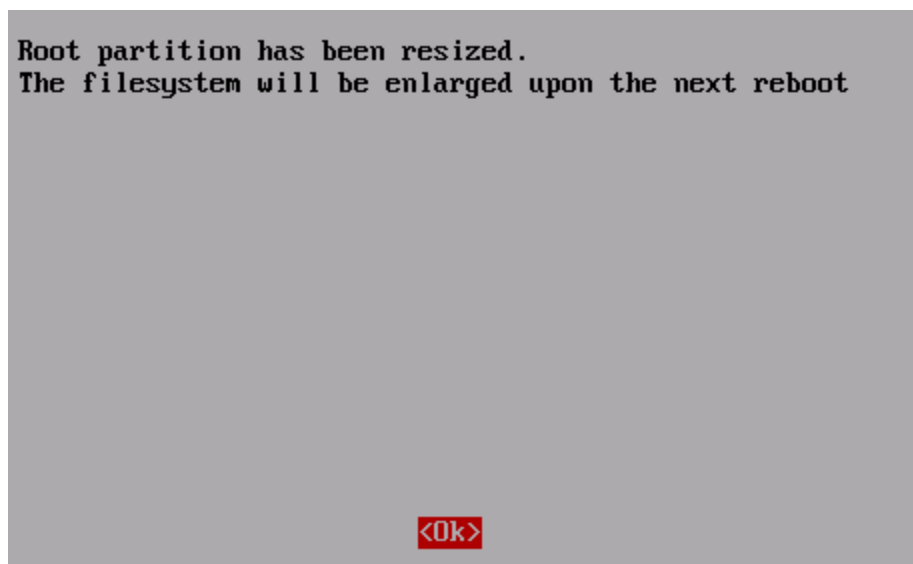 Root partition has been resized.
The filesystem will be enlarged upon the next reboot
<Ok>